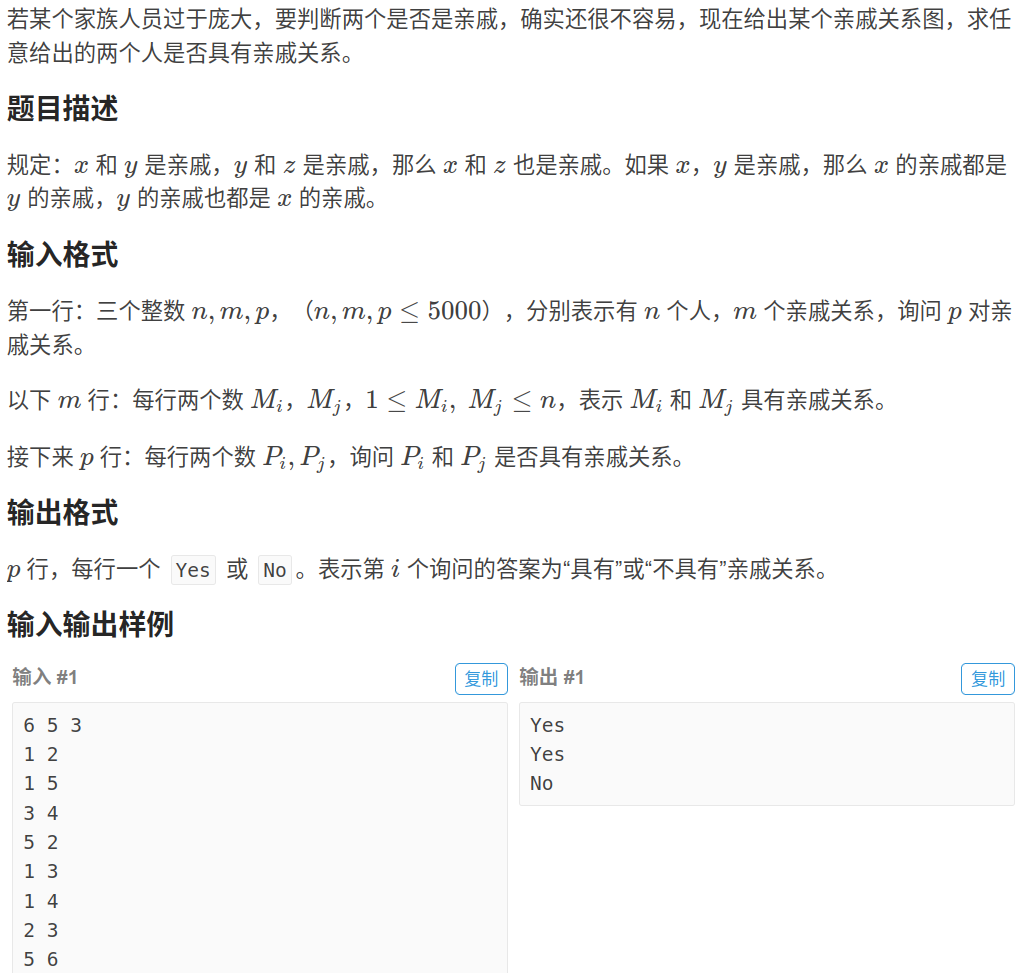 若某个家族人员过于庞大，要判断两个是否是亲戚，确实还很不容易，现在给出某个亲戚关系图，求任
意给出的两个人是否具有亲戚关系。
题目描述
规定：x 和 y 是亲戚，y 和 z 是亲戚，那么 x 和 z 也是亲戚。如果 x，y 是亲戚，那么 x 的亲戚都是
y 的亲戚，y 的亲戚也都是 x 的亲戚。
输入格式
第一行：三个整数 n, m, p，（n, m, p ≤ 5000），分别表示有 n 个人，m 个亲戚关系，询问 p 对亲
戚关系。
以下 m 行：每行两个数 M_i，M_j，1 ≤ M_i, M_j ≤ n，表示 M_i 和 M_j 具有亲戚关系。
接下来 p 行：每行两个数 P_i, P_j，询问 P_i 和 P_j 是否具有亲戚关系。
输出格式
p 行，每行一个 Yes 或 No。表示第 i 个询问的答案为“具有”或“不具有”亲戚关系。
输入输出样例
输入 #1 复制
6 5 3
1 2
1 5
3 4
5 2
1 3
1 4
2 3
5 6
输出 #1 复制
Yes
Yes
No